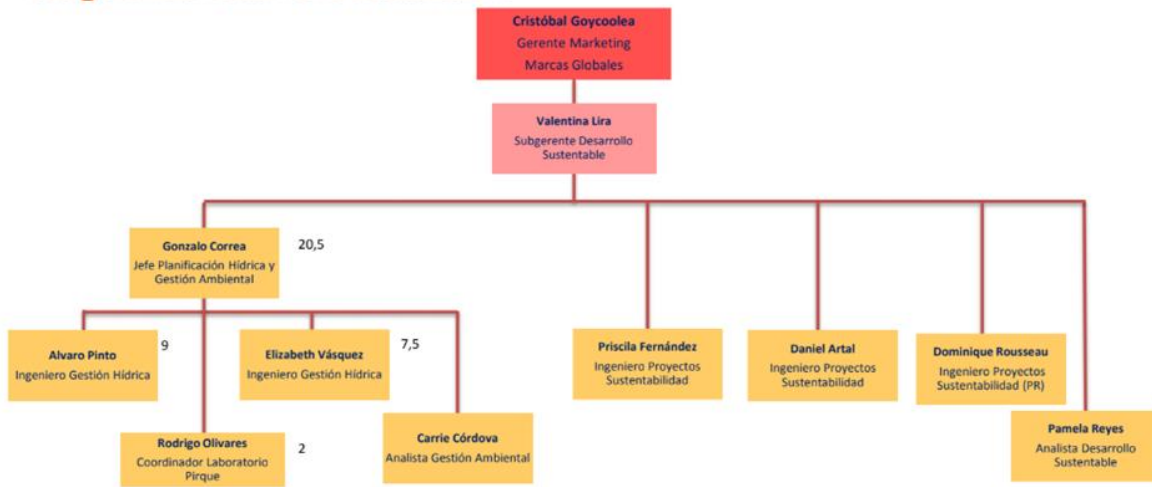 Cristóbal Goycoolea
Gerente Marketing
Marcas Globales
Valentina Lira
Subgerente Desarrollo
Sustentable
Gonzalo Correa
Jefe Planificación Hídrica y
Gestión Ambiental
20,5
Alvaro Pinto
Ingeniero Gestión Hídrica
9
Elizabeth Vásquez
Ingeniero Gestión Hídrica
7,5
Priscila Fernández
Ingeniero Proyectos
Sustentabilidad
Daniel Artal
Ingeniero Proyectos
Sustentabilidad
Dominique Rousseau
Ingeniero Proyectos
Sustentabilidad (PR)
Rodrigo Olivares
Coordinador Laboratorio
Pirque
2
Carrie Córdova
Analista Gestión Ambiental
Pamela Reyes
Analista Desarrollo
Sustentable